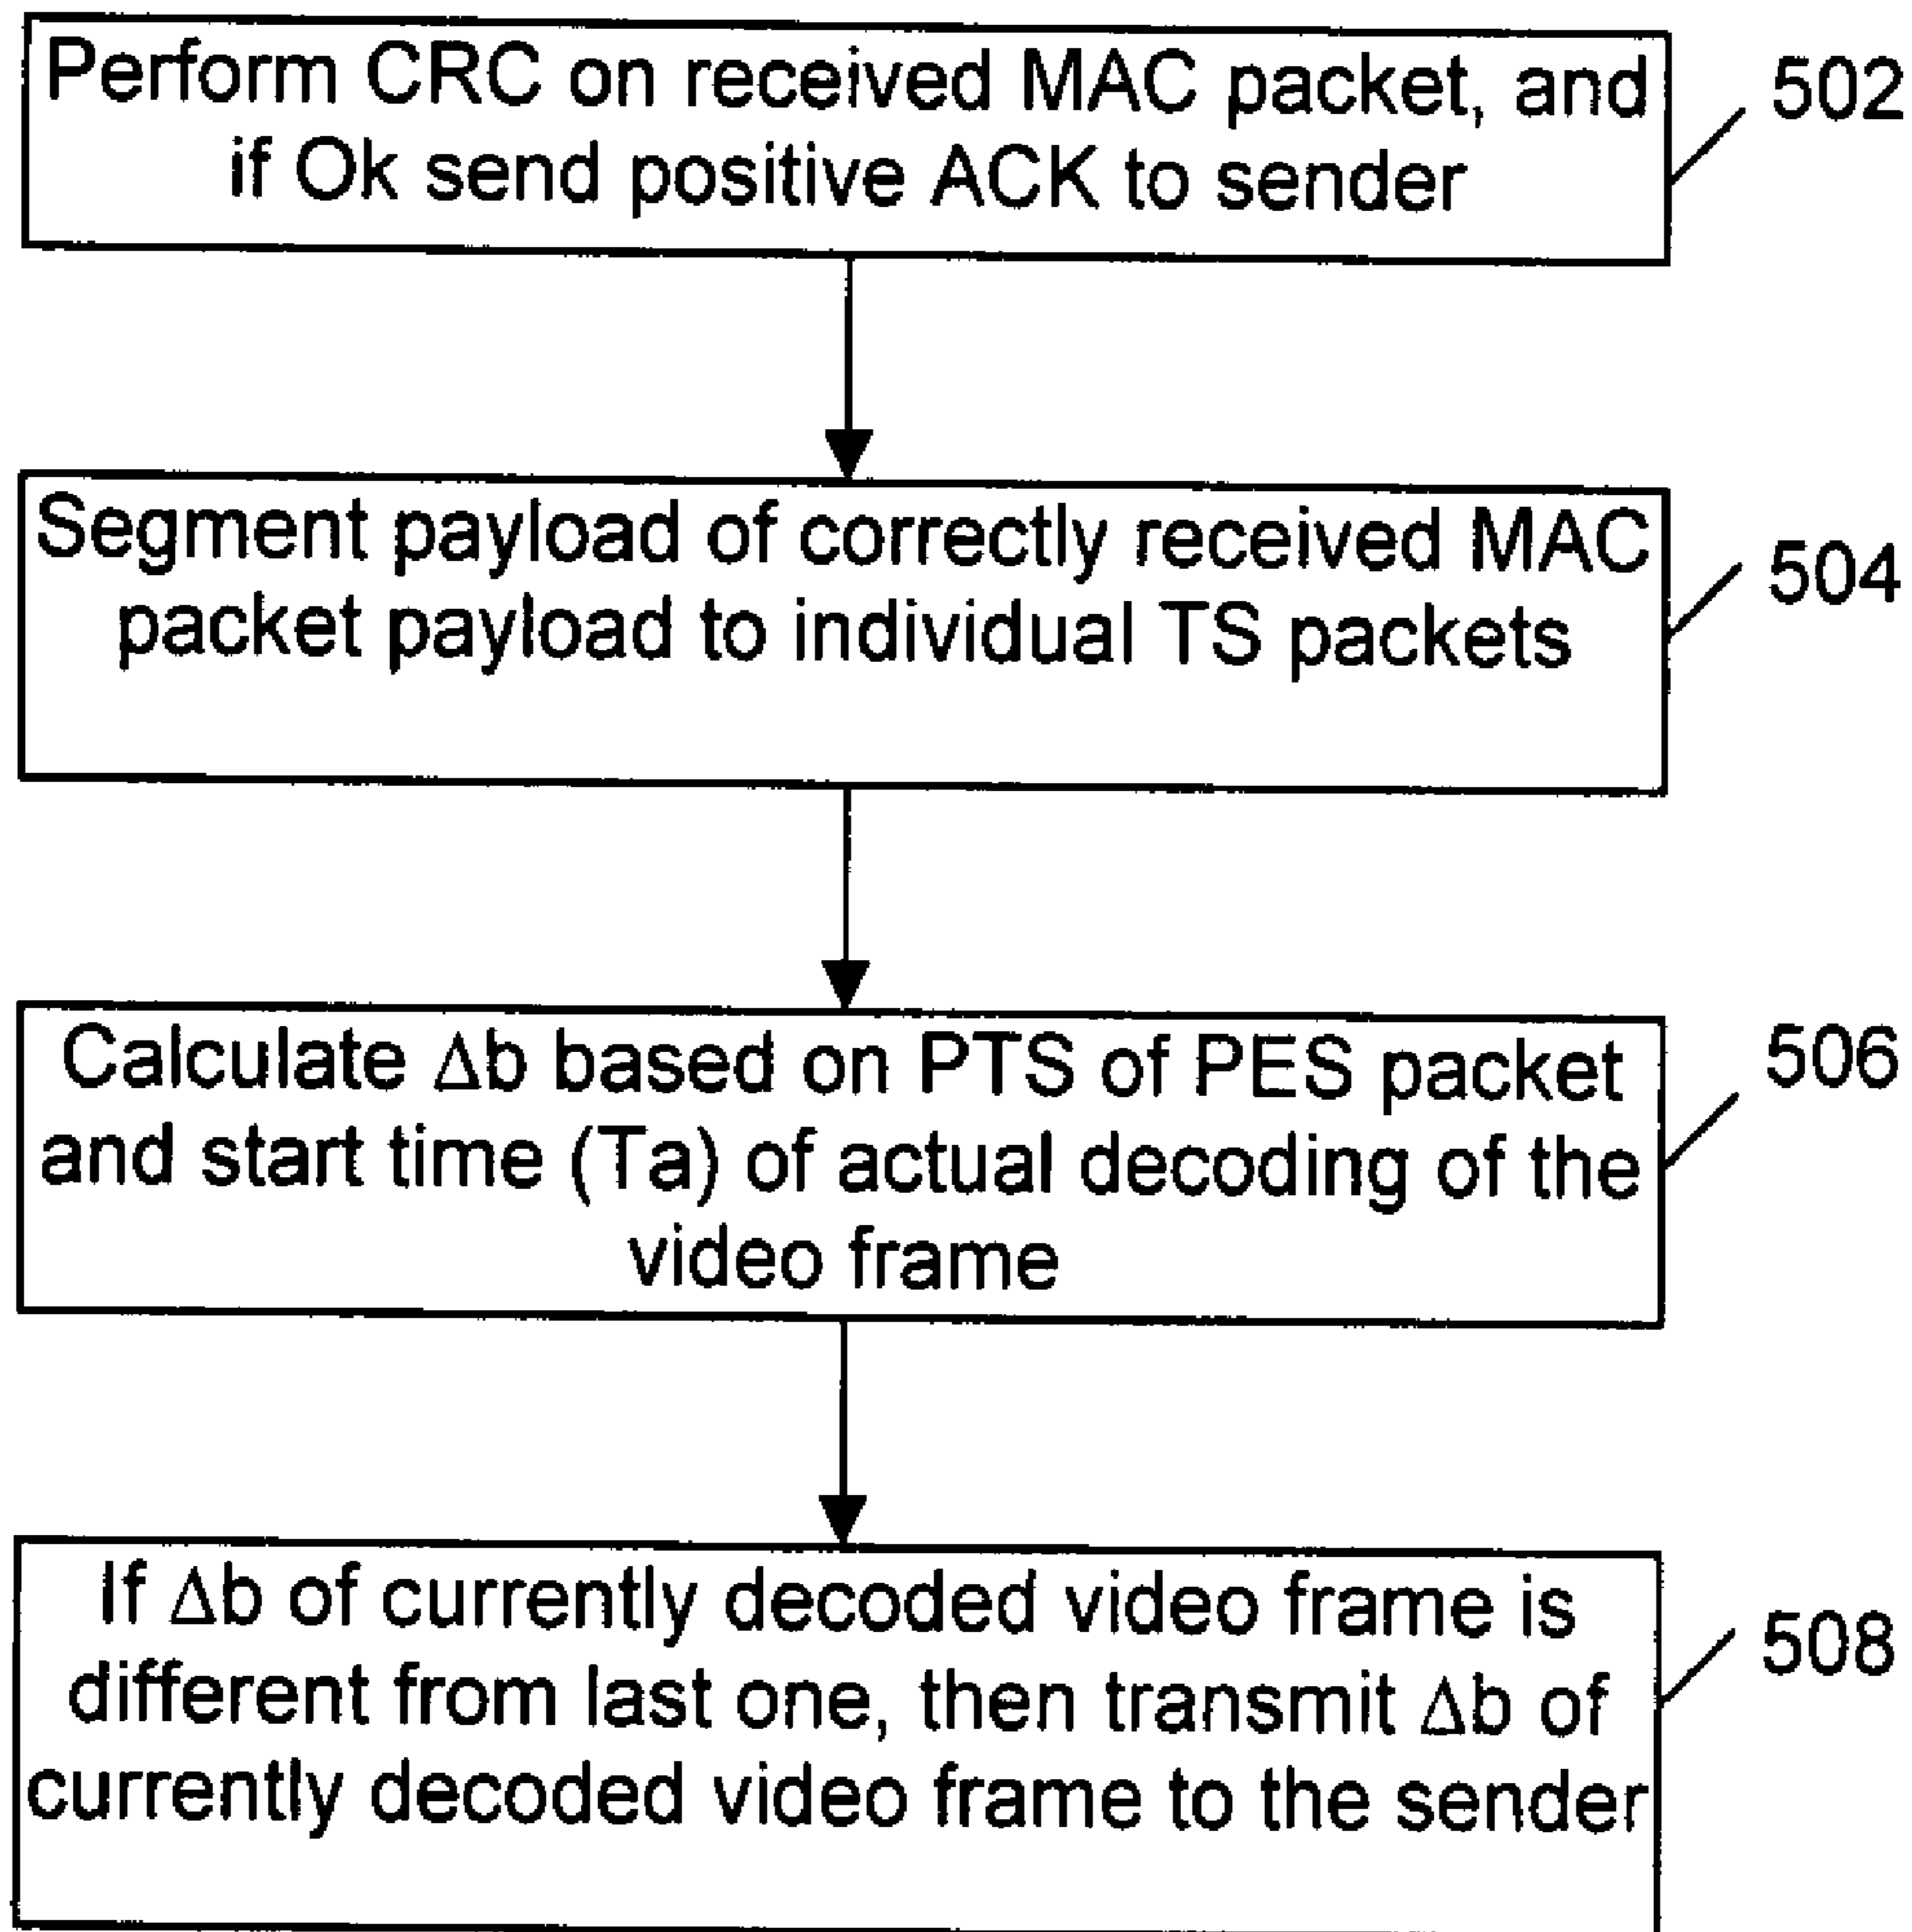 Perform CRC on received MAC packet, and
if Ok send positive ACK to sender
502
Segment payload of correctly received MAC
packet payload to individual TS packets
504
Calculate Δb based on PTS of PES packet
and start time (Ta) of actual decoding of the
video frame
506
If Δb of currently decoded video frame is
different from last one, then transmit Δb of
currently decoded video frame to the sender
508